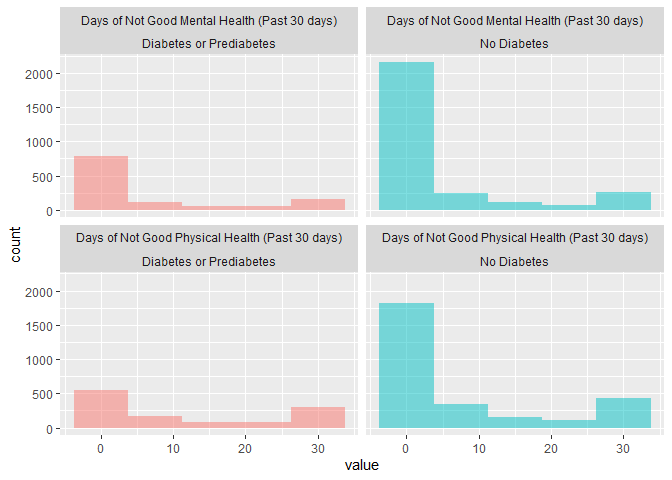 Days of Not Good Mental Health (Past 30 days)
Diabetes or Prediabetes
Days of Not Good Mental Health (Past 30 days)
No Diabetes
2000
1500
1000
500
0
Days of Not Good Physical Health (Past 30 days)
Diabetes or Prediabetes
Days of Not Good Physical Health (Past 30 days)
No Diabetes
2000
1500
1000
500
0
0 10 20 30
0 10 20 30
value
count